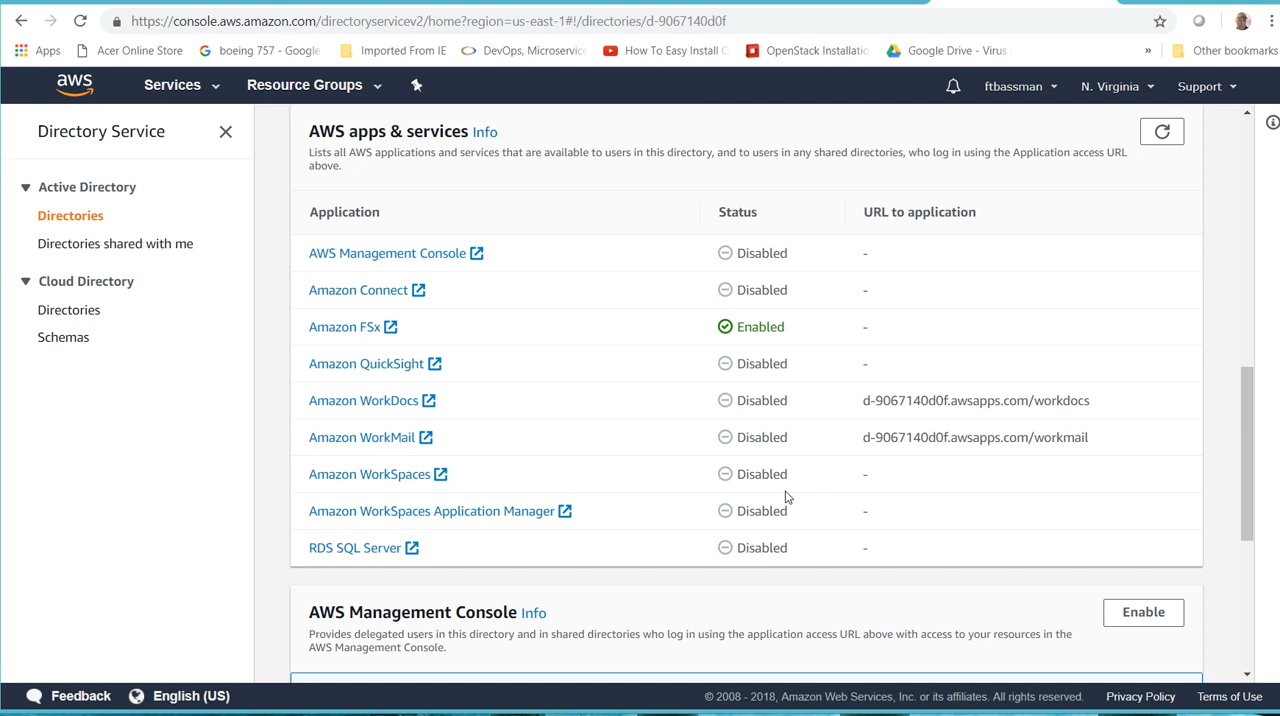 https://console.aws.amazon.com/directoryservicev2/home?region=us-east-1#!/directories/d-9067140d0f
Apps Acer Online Store boeing 757 - Google Imported From IE DevOps, Microservice How To Easy Install OpenStack Installatio Google Drive - Virus » Other bookmarks
aws Services Resource Groups ftbassman N. Virginia Support
Directory Service
Active Directory
Directories
Directories shared with me
Cloud Directory
Directories
Schemas
AWS apps & services Info
Lists all AWS applications and services that are available to users in this directory, and to users in any shared directories, who log in using the Application access URL
above.
Application Status URL to application
AWS Management Console Disabled -
Amazon Connect Disabled -
Amazon FSx Enabled -
Amazon QuickSight Disabled -
Amazon WorkDocs Disabled d-9067140d0f.awsapps.com/workdocs
Amazon WorkMail Disabled d-9067140d0f.awsapps.com/workmail
Amazon WorkSpaces Disabled -
Amazon WorkSpaces Application Manager Disabled -
RDS SQL Server Disabled -
AWS Management Console Info Enable
Provides delegated users in this directory and in shared directories who log in using the application access URL above with access to your resources in the
AWS Management Console.
Feedback English (US) © 2008 - 2018, Amazon Web Services, Inc. or its affiliates. All rights reserved. Privacy Policy Terms of Use